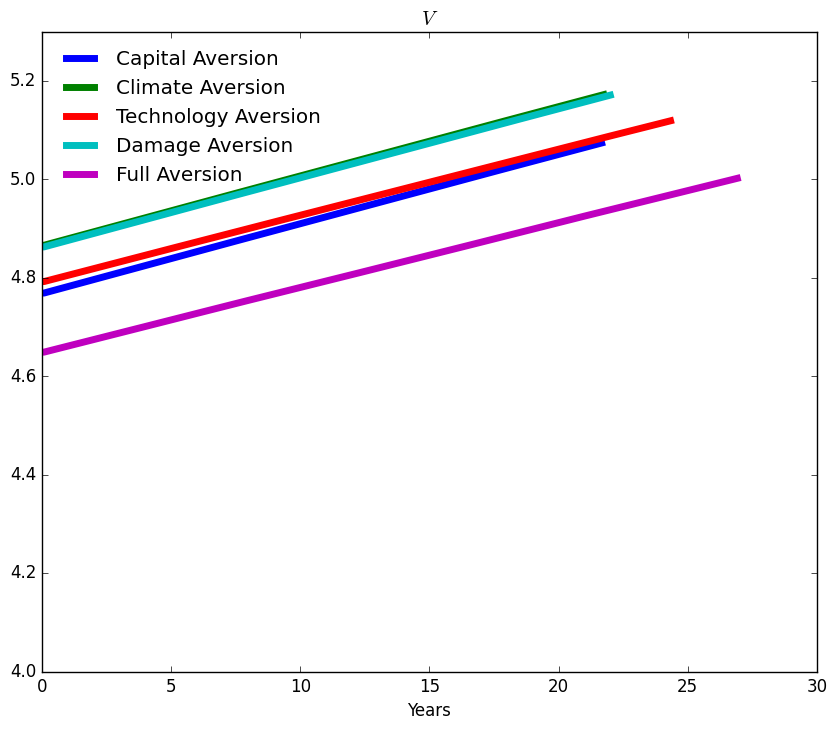 V
5.2
5.0
4.8
4.6
4.4
4.2
4.0
Capital Aversion
Climate Aversion
Technology Aversion
Damage Aversion
Full Aversion
0 5 10 15 20 25 30
Years